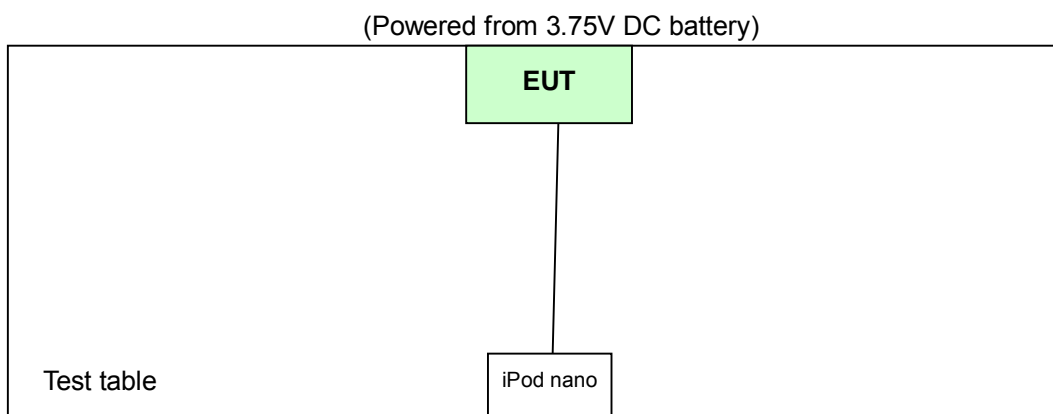 (Powered from 3.75V DC battery)
EUT
Test table
iPod nano